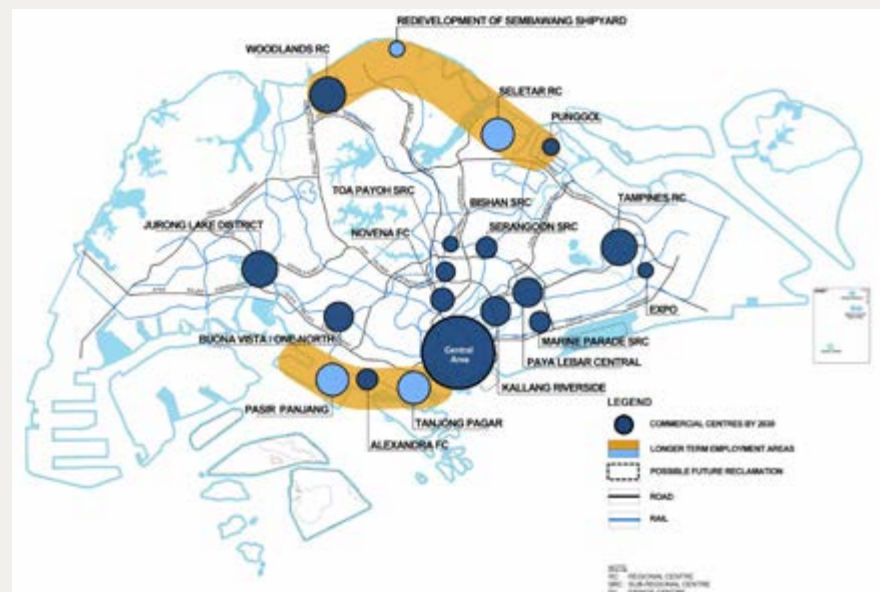 REDEVELOPMENT OF SEMBAWANG SHIPYARD
WOODLANDS RC
SELETAR RC
PUNGGOL
TOA PAYOH SRC
BISHAN SRC
TAMPINES RC
JURONG LAKE DISTRICT
NOVENA FC
SERANGOON SRC
EXPO
BUONA VISTA / ONE-NORTH
Central
Area
MARINE PARADE SRC
PAYA LEBAR CENTRAL
KALLANG RIVERSIDE
PASIR PANJANG
TANJONG PAGAR
ALEXANDRA FC
LEGEND
COMMERCIAL CENTRES BY 2030
LONGER TERM EMPLOYMENT AREAS
POSSIBLE FUTURE RECLAMATION
ROAD
RAIL
NOTE
RC REGIONAL CENTRE
SRC SUB-REGIONAL CENTRE